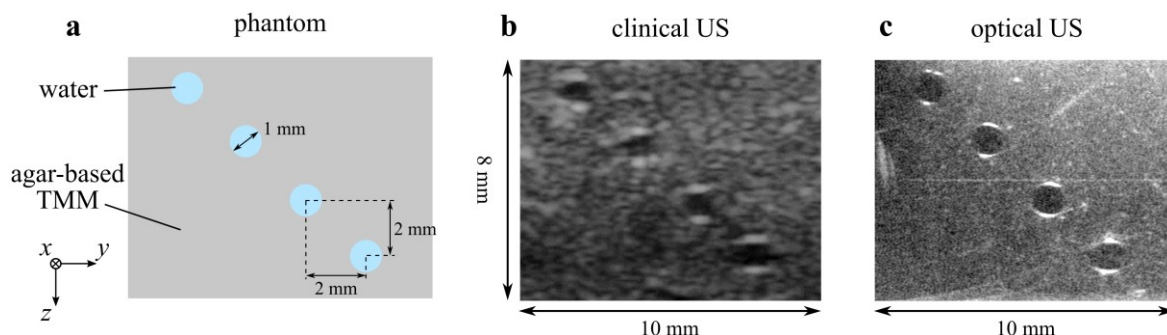 a
phantom
b
clinical US
c
optical US
water
1 mm
agar-based
TMM
2 mm
2 mm
x
y
z
8 mm
10 mm
10 mm